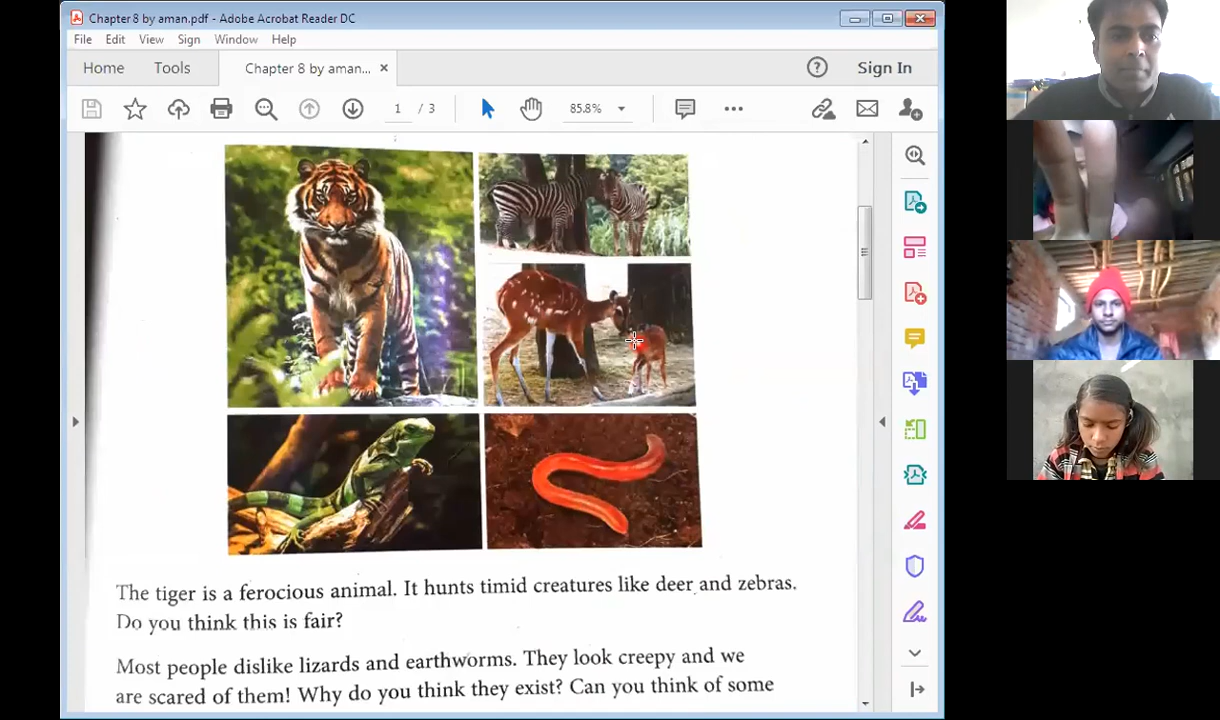 Chapter 8 by aman.pdf - Adobe Acrobat Reader DC
File Edit View Sign Window Help
Home Tools Chapter 8 by aman... × Sign In
1 / 3 85.8%
The tiger is a ferocious animal. It hunts timid creatures like deer and zebras.
Do you think this is fair?
Most people dislike lizards and earthworms. They look creepy and we
are scared of them! Why do you think they exist? Can you think of some